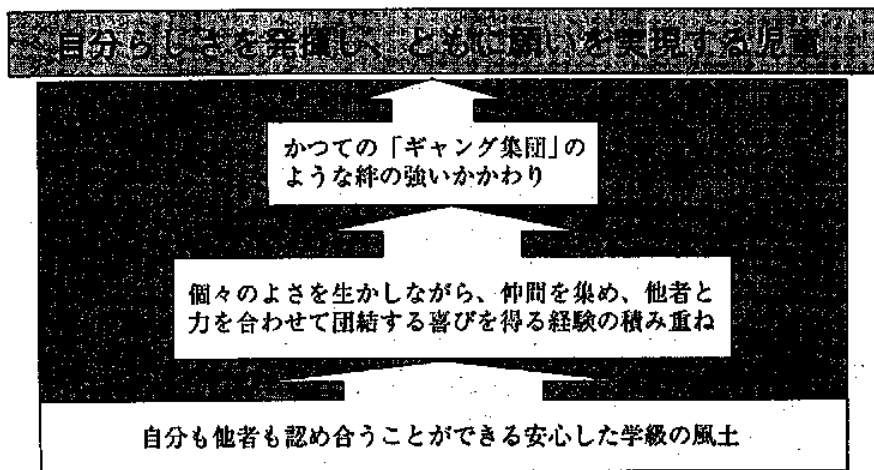 自分らしさを発揮し、ともに願いを実現する児童
かつての「ギャング集団」の
ような絆の強いかかわり
個々のよさを生かしながら、仲間を集め、他者と
力を合わせて団結する喜びを得る経験の積み重ね
自分も他者も認め合うことができる安心した学級の風土